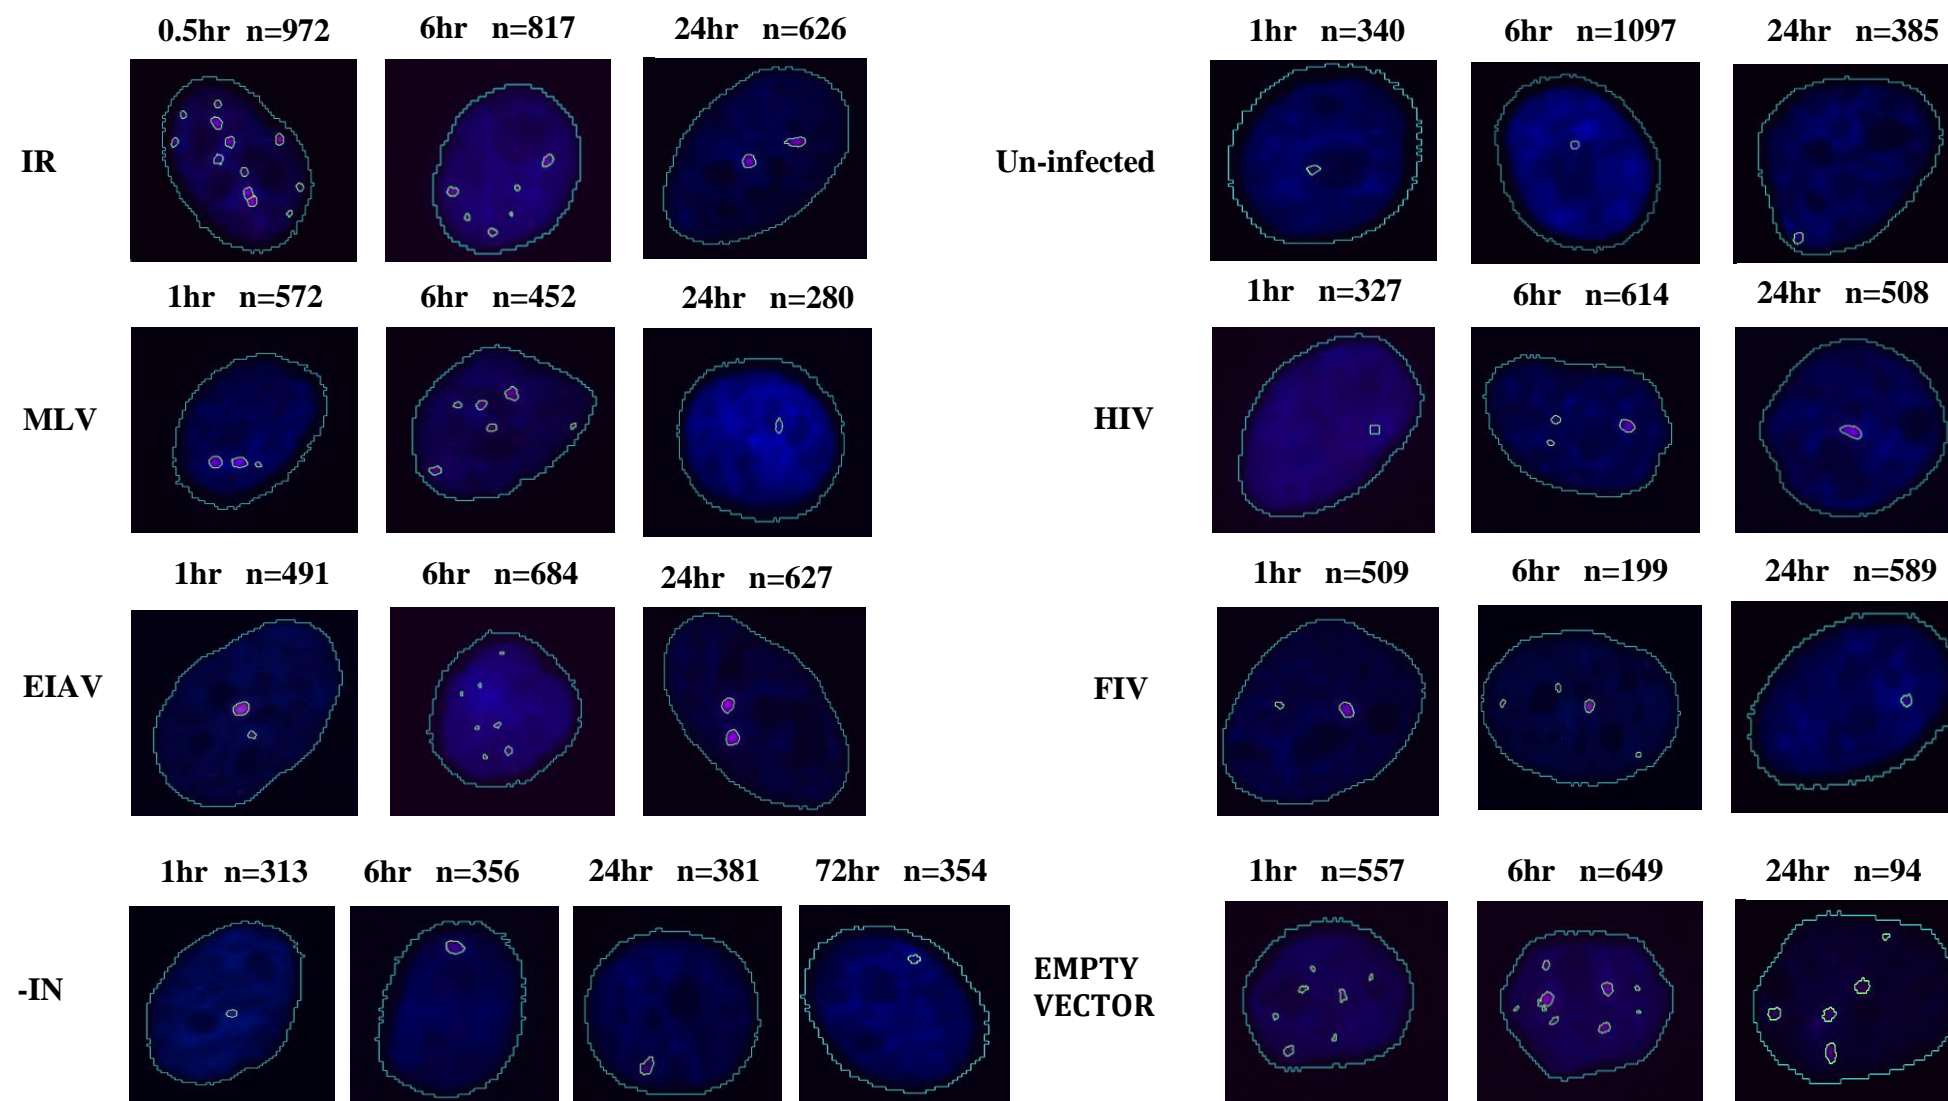 0.5hr n=972 6hr n=817 24hr n=626 1hr n=340 6hr n=1097 24hr n=385
IR Un-infected
1hr n=572 6hr n=452 24hr n=280 1hr n=327 6hr n=614 24hr n=508
MLV HIV
1hr n=491 6hr n=684 24hr n=627 1hr n=509 6hr n=199 24hr n=589
EIAV FIV
1hr n=313 6hr n=356 24hr n=381 72hr n=354 1hr n=557 6hr n=649 24hr n=94
-IN EMPTY
VECTOR